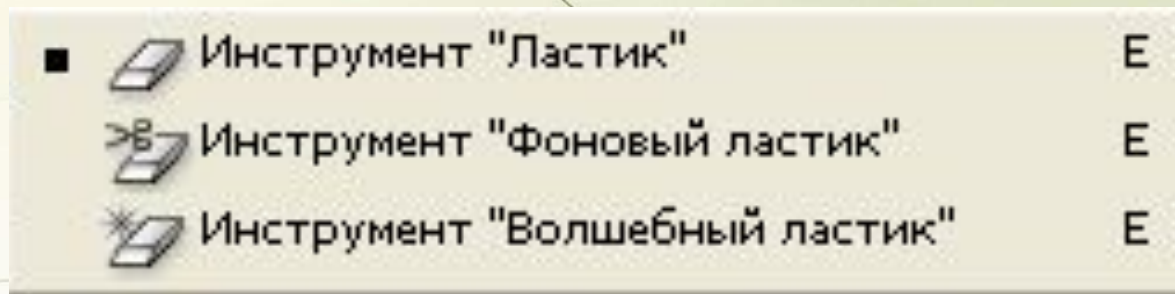 Инструмент "Ластик" E
Инструмент "Фоновый ластик" E
Инструмент "Волшебный ластик" E